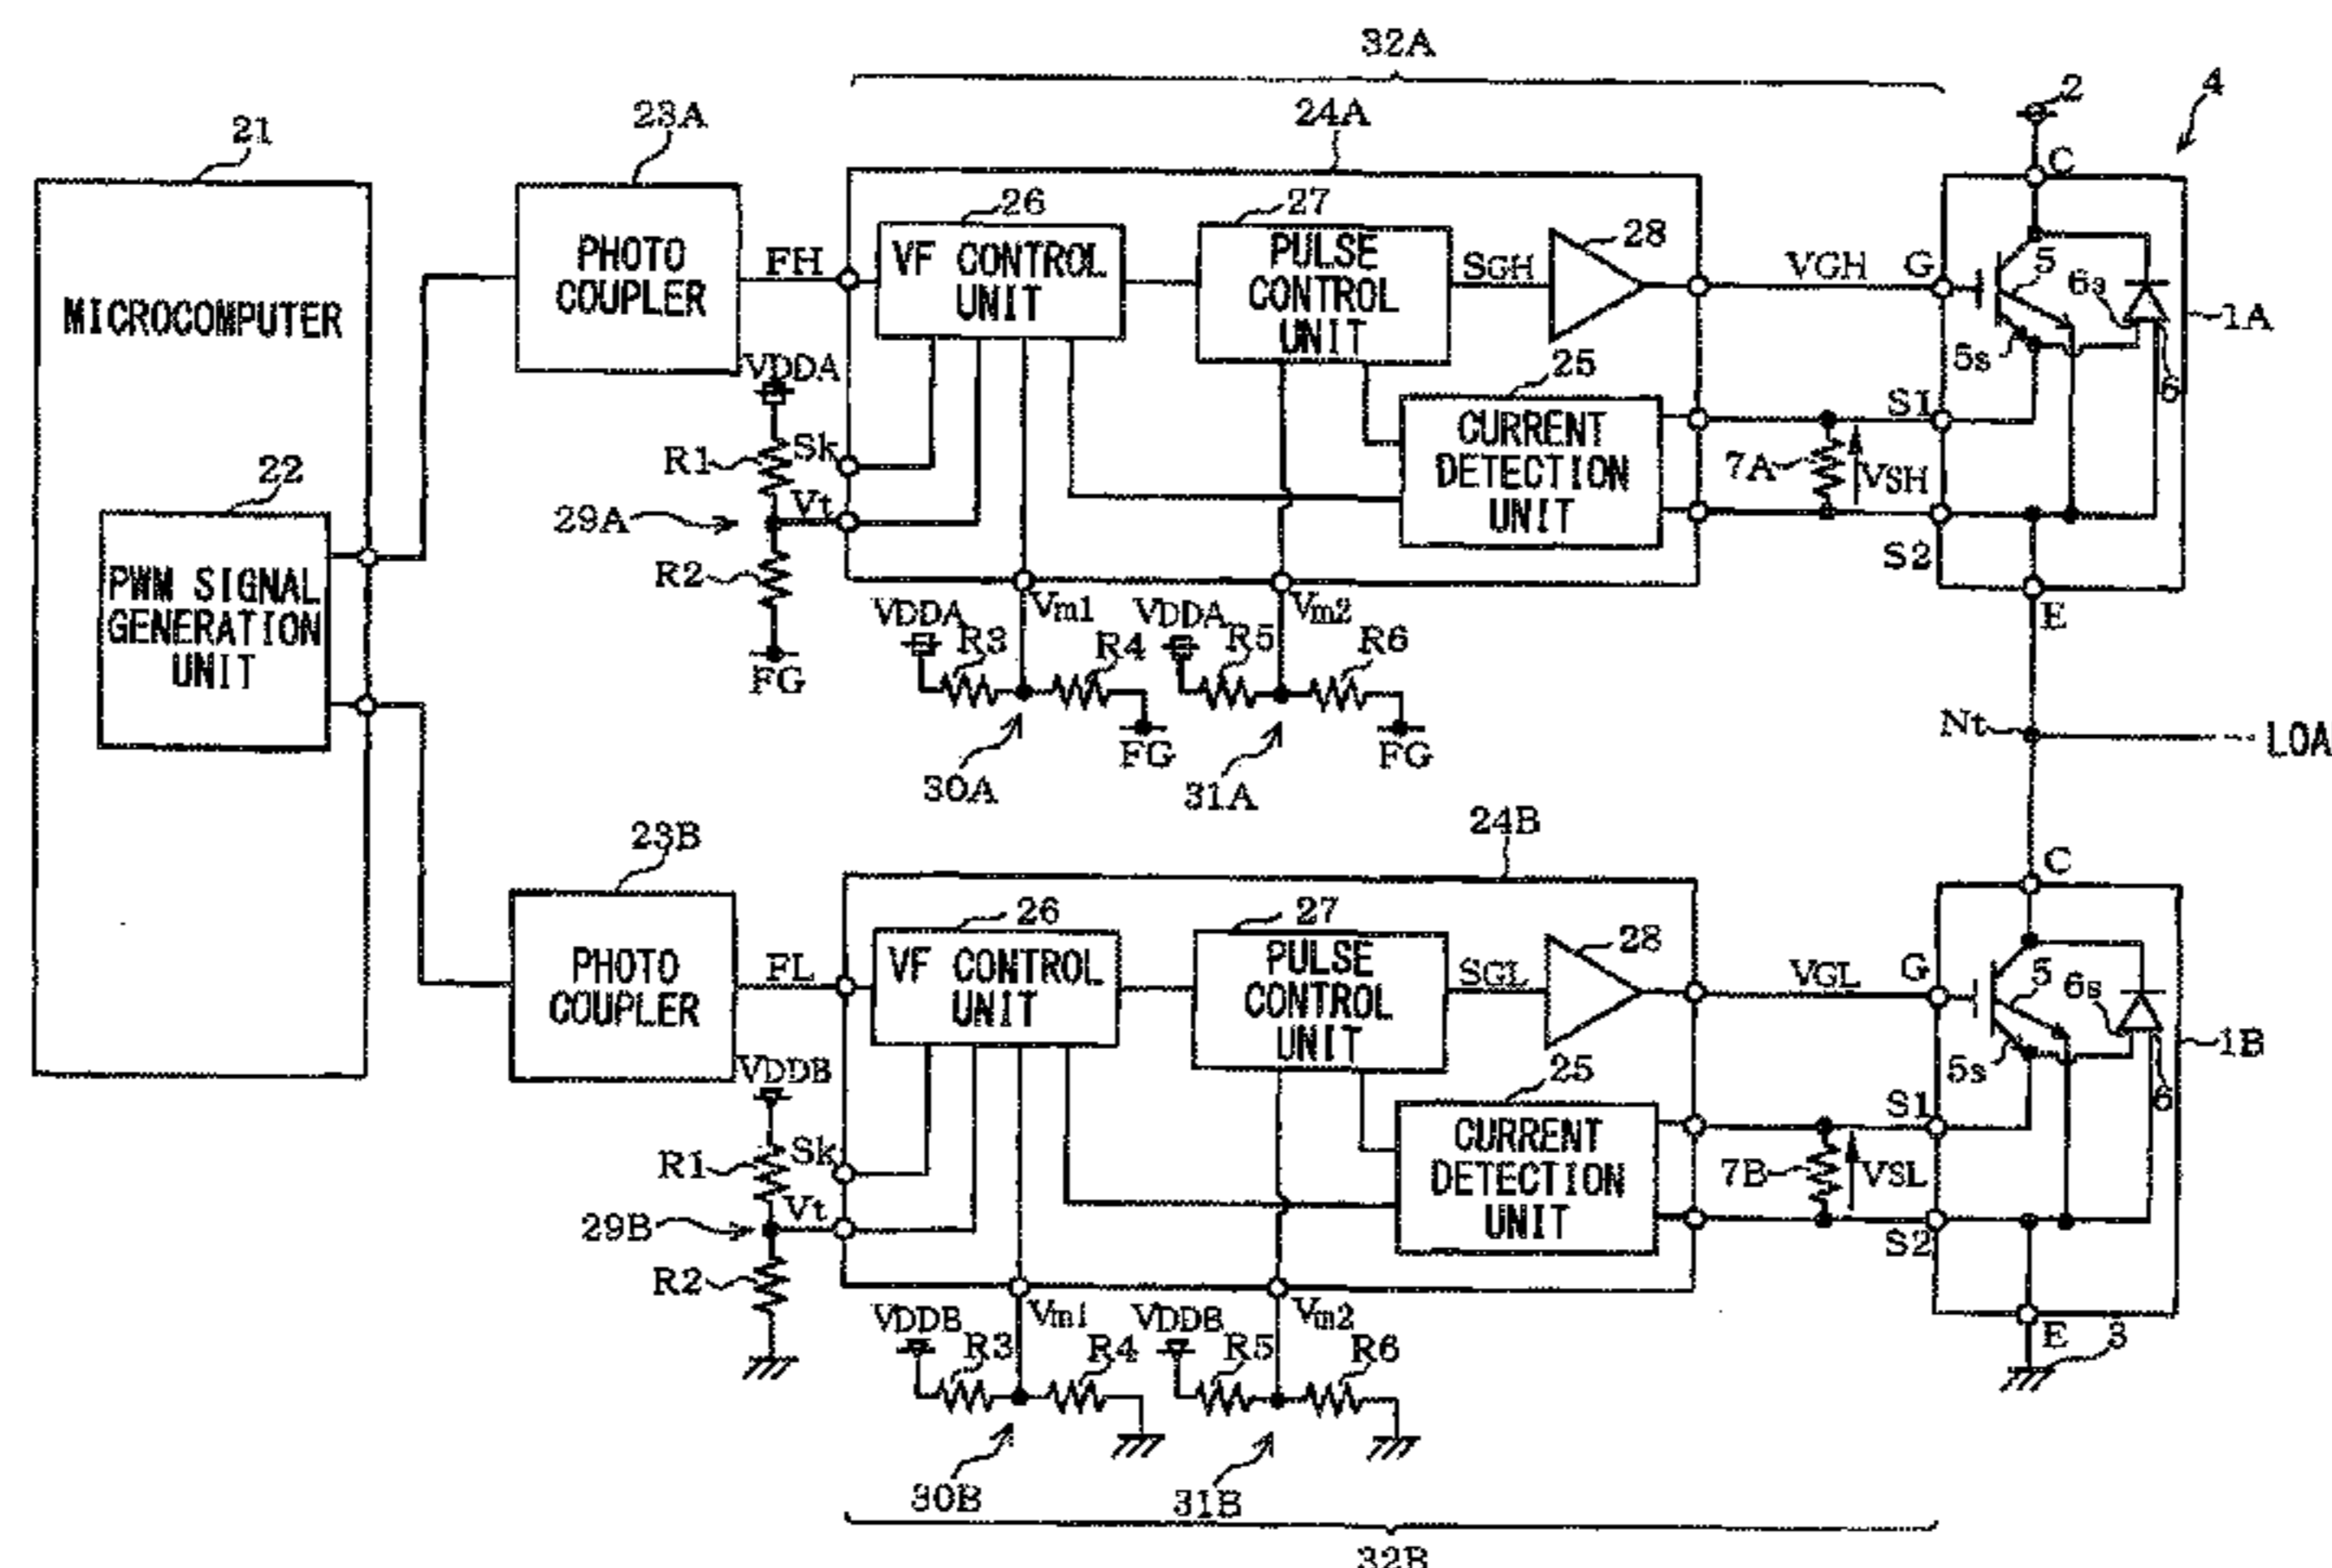 32A
2
4
23A
24A
21
C
26
27
28
PHOTO
COUPLER
FH
VF CONTROL
UNIT
PULSE
CONTROL
UNIT
SGH
VGH
G
5
6s
1A
MICROCOMPUTER
VDDA
25
5s
6
R1
Sk
CURRENT
DETECTION
UNIT
S1
7A
VSH
22
Vt
29A
R2
S2
PWM SIGNAL
GENERATION
UNIT
VDDA
Vm1
VDDA
Vm2
E
FG
R3
R4
R5
R6
Nt
LOA
FG
FG
30A
31A
23B
24B
C
26
27
28
PHOTO
COUPLER
FL
VF CONTROL
UNIT
PULSE
CONTROL
UNIT
SGL
VGL
G
5
6s
1B
VDDB
25
5s
6
R1
Sk
CURRENT
DETECTION
UNIT
S1
7B
VSL
Vt
29B
R2
S2
VDDB
Vm1
VDDB
Vm2
E
3
R3
R4
R5
R6
30B
31B
32B